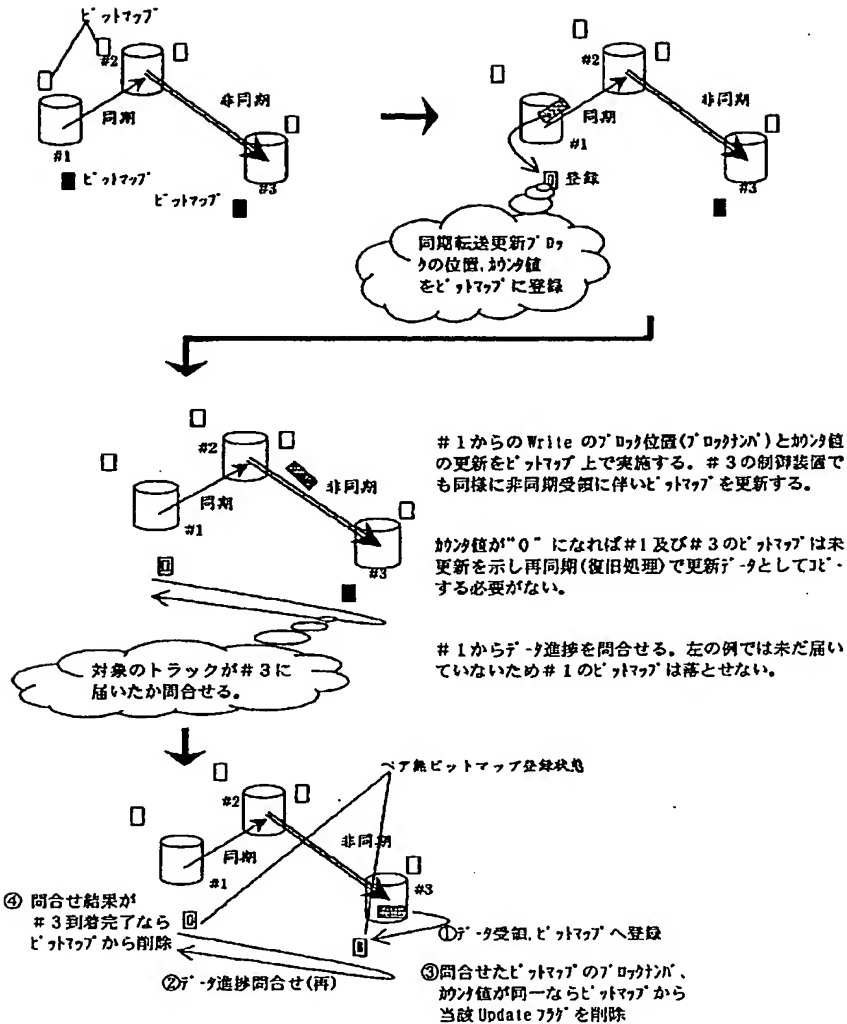 ビットマップ
#2
非同期
同期
#1
#3
ビットマップ
ビットマップ
#2
非同期
同期
#1
#3
登録
同期転送更新ブロッ
クの位置，カウンタ値
をビットマップに登録
#2
非同期
同期
#1
#3
対象のトラックが＃３に
届いたか問合せる。
＃１からのWriteのブロック位置(ブロックナンバ)とカウンタ値
の更新をビットマップ上で実施する。＃３の制御装置で
も同様に非同期受領に伴いビットマップを更新する。
カウンタ値が“０”になれば#1及び＃３のビットマップは未
更新を示し再同期(復旧処理)で更新データとしてコピー
する必要がない。
＃１からデータ進捗を問合せる。左の例では未だ届い
ていないため＃１のビットマップは落とせない。
ペア無ビットマップ登録状態
#2
非同期
同期
#1
#3
④ 問合せ結果が
＃３到着完了なら
ビットマップから削除
①データ受領，ビットマップへ登録
②データ進捗問合せ(再)
③問合せたビットマップのブロックナンバ、
カウンタ値が同一ならビットマップから
当該Updateフラグを削除